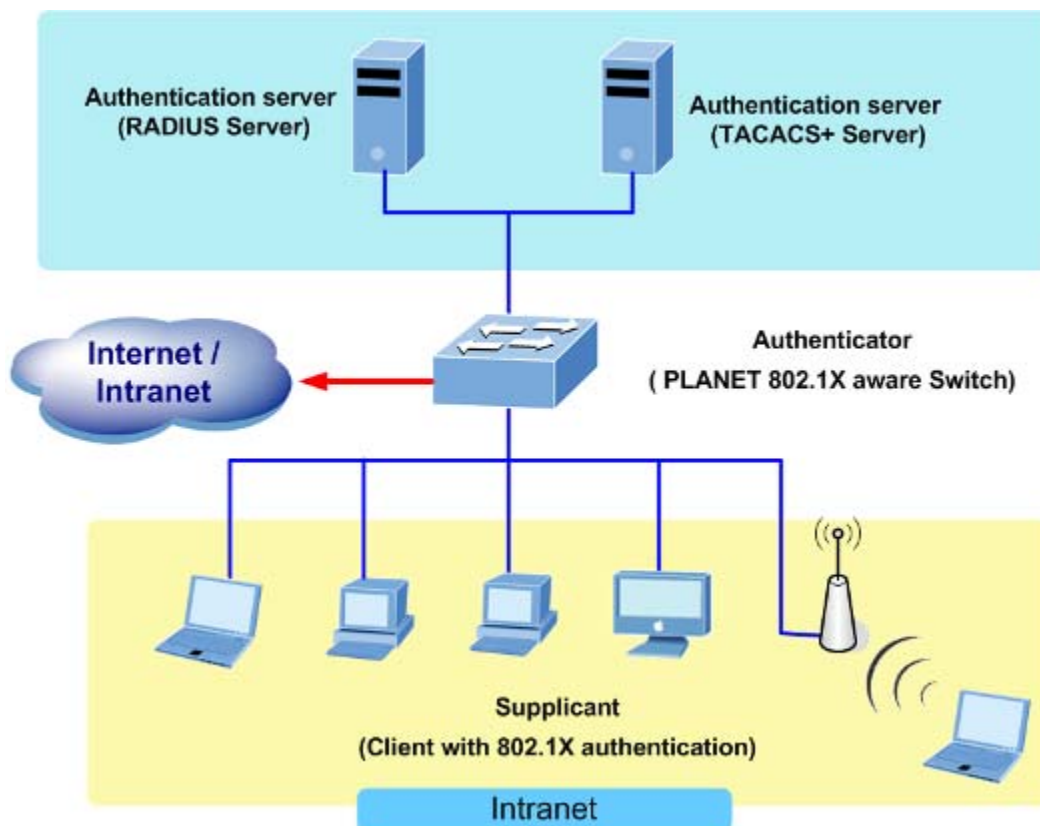 Authentication server
(RADIUS Server)
Authentication server
(TACACS+ Server)
Internet /
Intranet
Authenticator
( PLANET 802.1X aware Switch)
Supplicant
(Client with 802.1X authentication)
Intranet